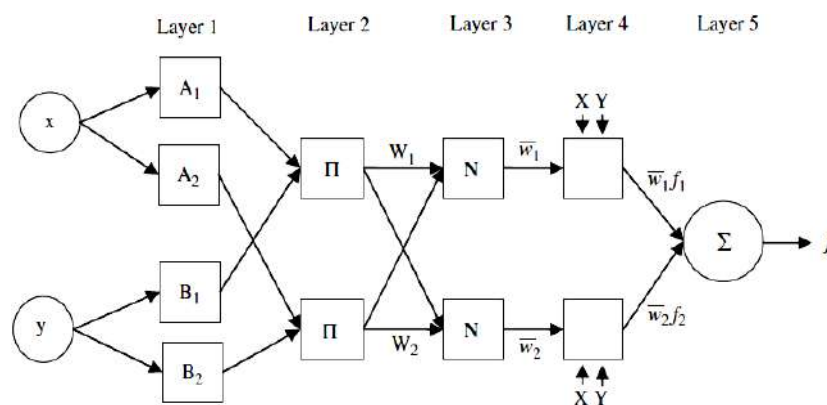 Layer 1 Layer 2 Layer 3 Layer 4 Layer 5
X Y
A₁
x
W₁ w̅₁
A₂ Π N w̅₁f₁
Σ f
B₁
y
Π N w̅₂f₂
W₂ w̅₂
B₂
X Y